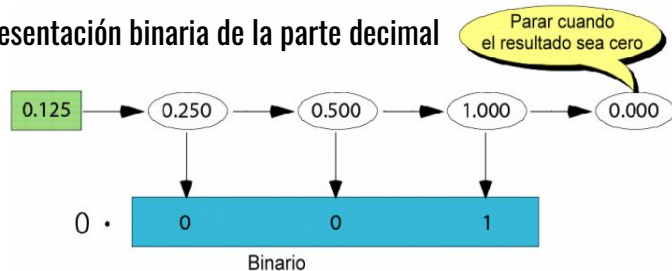 esentación binaria de la parte decimal
Parar cuando
el resultado sea cero
0.125 0.250 0.500 1.000 0.000
0 · 0 0 1
Binario